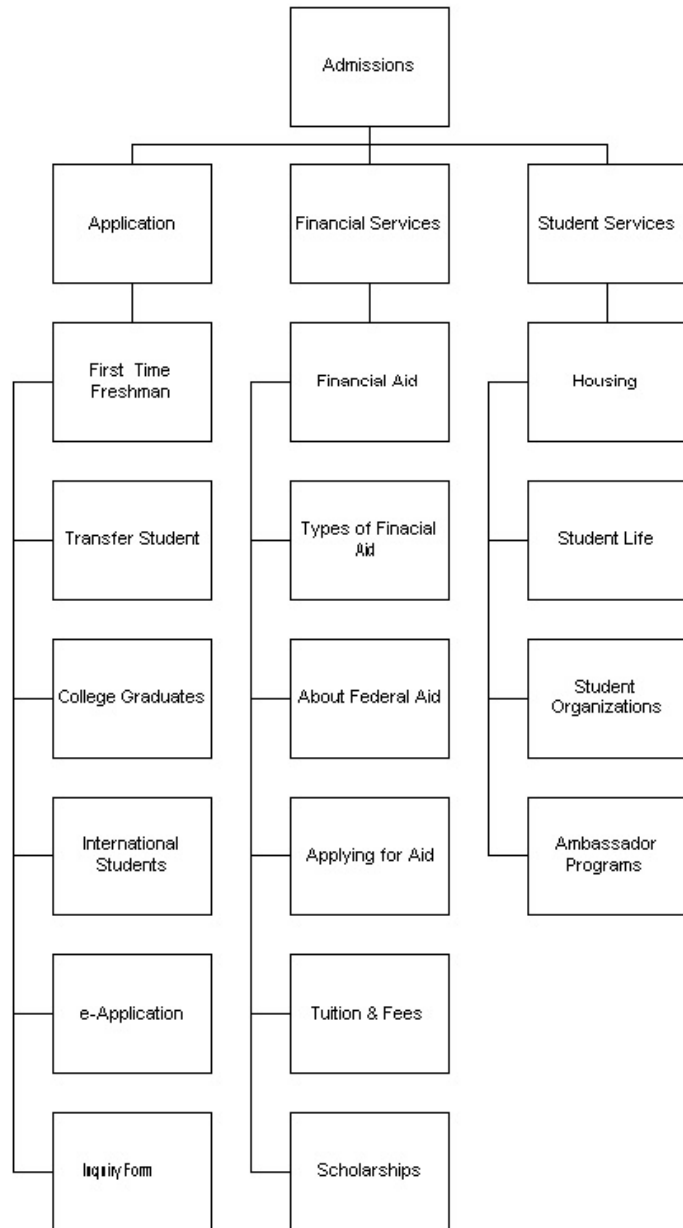 Admissions
Application
Financial Services
Student Services
First Time
Freshman
Financial Aid
Housing
Transfer Student
Types of Finacial
Aid
Student Life
College Graduates
About Federal Aid
Student
Organizations
International
Students
Applying for Aid
Ambassador
Programs
e-Application
Tuition & Fees
Inquiry Form
Scholarships